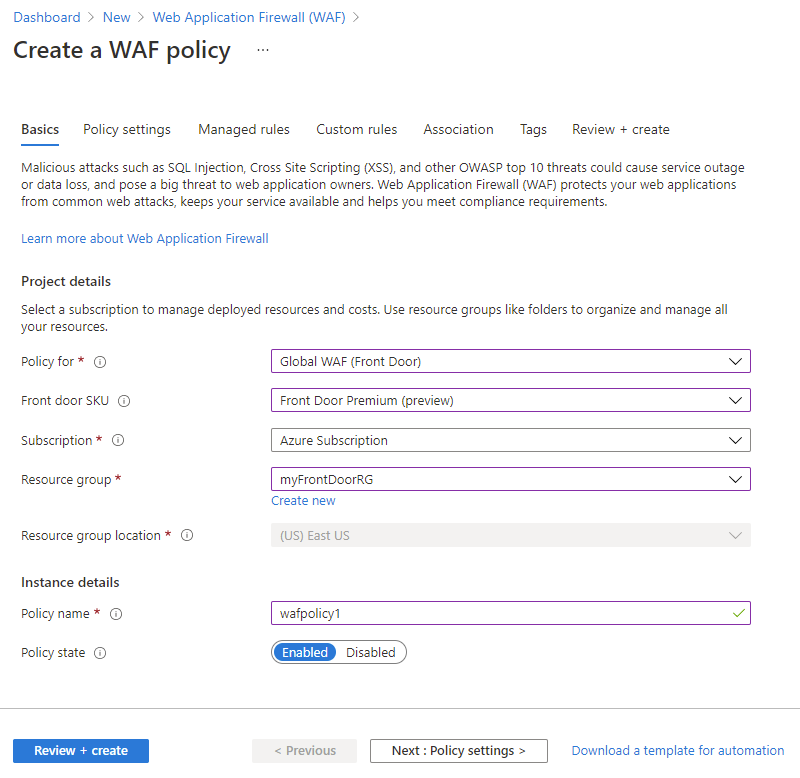 Dashboard > New > Web Application Firewall (WAF) >
Create a WAF policy ...
Basics Policy settings Managed rules Custom rules Association Tags Review + create
Malicious attacks such as SQL Injection, Cross Site Scripting (XSS), and other OWASP top 10 threats could cause service outage
or data loss, and pose a big threat to web application owners. Web Application Firewall (WAF) protects your web applications
from common web attacks, keeps your service available and helps you meet compliance requirements.
Learn more about Web Application Firewall
Project details
Select a subscription to manage deployed resources and costs. Use resource groups like folders to organize and manage all
your resources.
Policy for * Global WAF (Front Door)
Front door SKU Front Door Premium (preview)
Subscription * Azure Subscription
Resource group * myFrontDoorRG
Create new
Resource group location * (US) East US
Instance details
Policy name * wafpolicy1
Policy state Enabled Disabled
Review + create < Previous Next : Policy settings > Download a template for automation